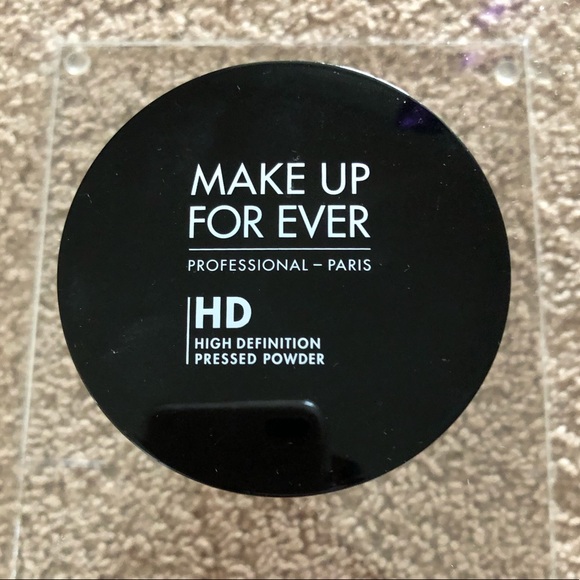 MAKE UP
FOR EVER
PROFESSIONAL – PARIS
HD
HIGH DEFINITION
PRESSED POWDER